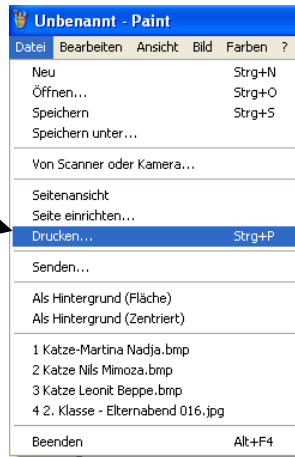 Unbenannt - Paint
Datei Bearbeiten Ansicht Bild Farben ?
Neu Strg+N
Öffnen... Strg+O
Speichern Strg+S
Speichern unter...
Von Scanner oder Kamera...
Seitenansicht
Seite einrichten...
Drucken... Strg+P
Senden...
Als Hintergrund (Fläche)
Als Hintergrund (Zentriert)
1 Katze-Martina Nadja.bmp
2 Katze Nils Mimoza.bmp
3 Katze Leonit Beppe.bmp
4 2. Klasse - Elternabend 016.jpg
Beenden Alt+F4